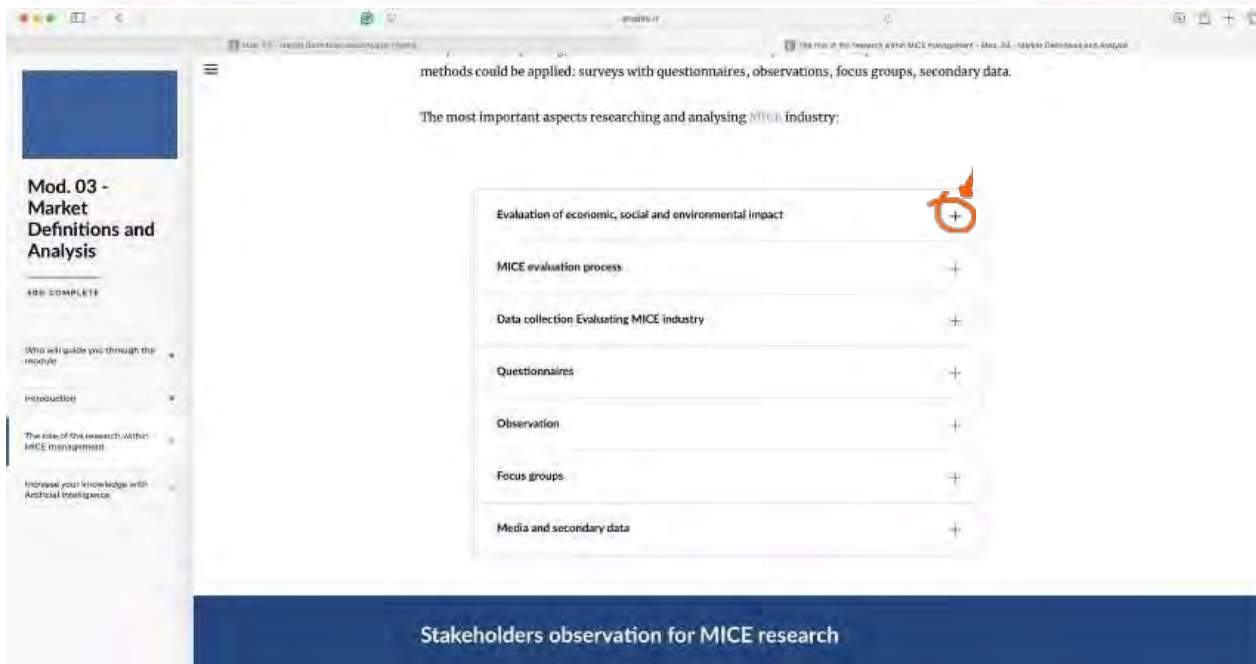 methods could be applied: surveys with questionnaires, observations, focus groups, secondary data.
The most important aspects researching and analysing MICE industry:
Mod. 03 -
Market
Definitions and
Analysis
COMPLETE
Who will guide you through the
module
Introduction
The role of the research within
MICE management
Increase your knowledge with
Artificial Intelligence
Evaluation of economic, social and environmental impact
MICE evaluation process
Data collection Evaluating MICE industry
Questionnaires
Observation
Focus groups
Media and secondary data
Stakeholders observation for MICE research